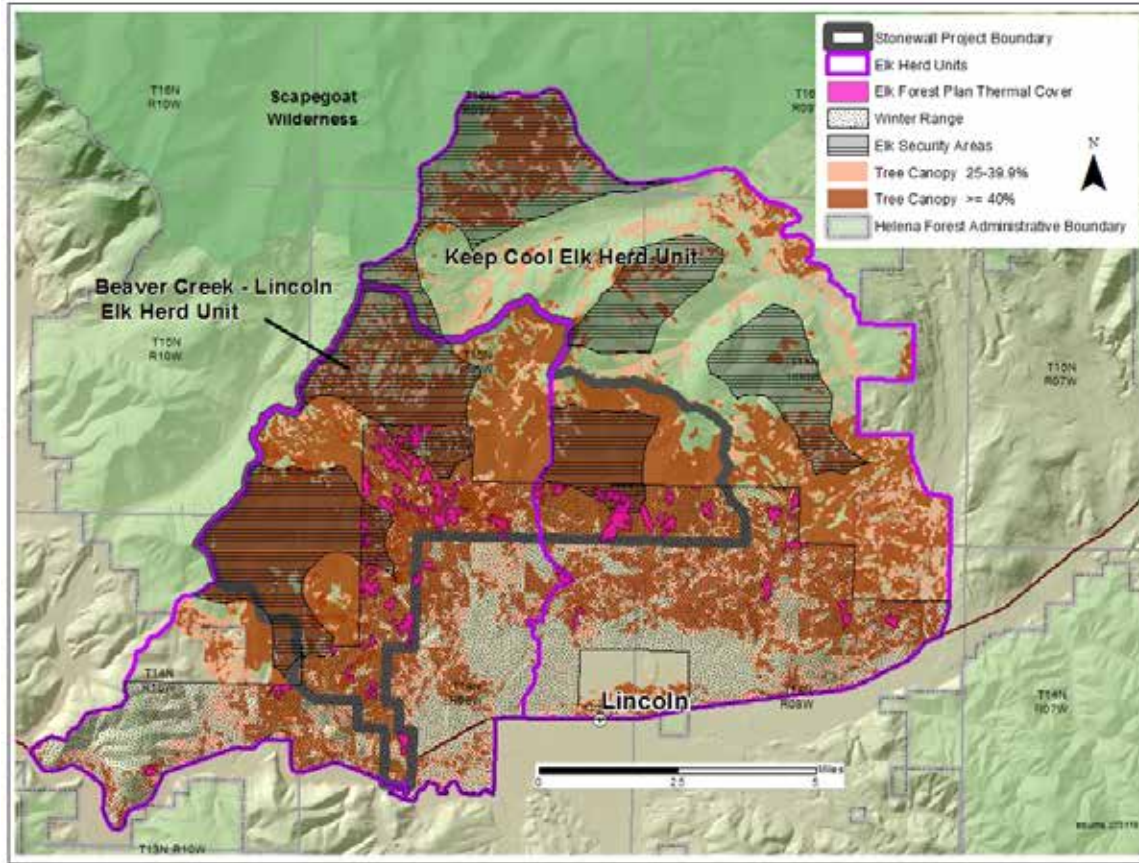 Stonewall Project Boundary
Elk Herd Units
Elk Forest Plan Thermal Cover
Winter Range
Elk Security Areas
Tree Canopy 25-39.9%
Tree Canopy >= 40%
Helena Forest Administrative Boundary
N
T16N
R10W
Scapegoat
Wilderness
Keep Cool Elk Herd Unit
Beaver Creek - Lincoln
Elk Herd Unit
T15N
R10W
T15N
R07W
T14N
Lincoln
R08W
T14N
R07W
Miles
0
2.5
5
T13N R10W